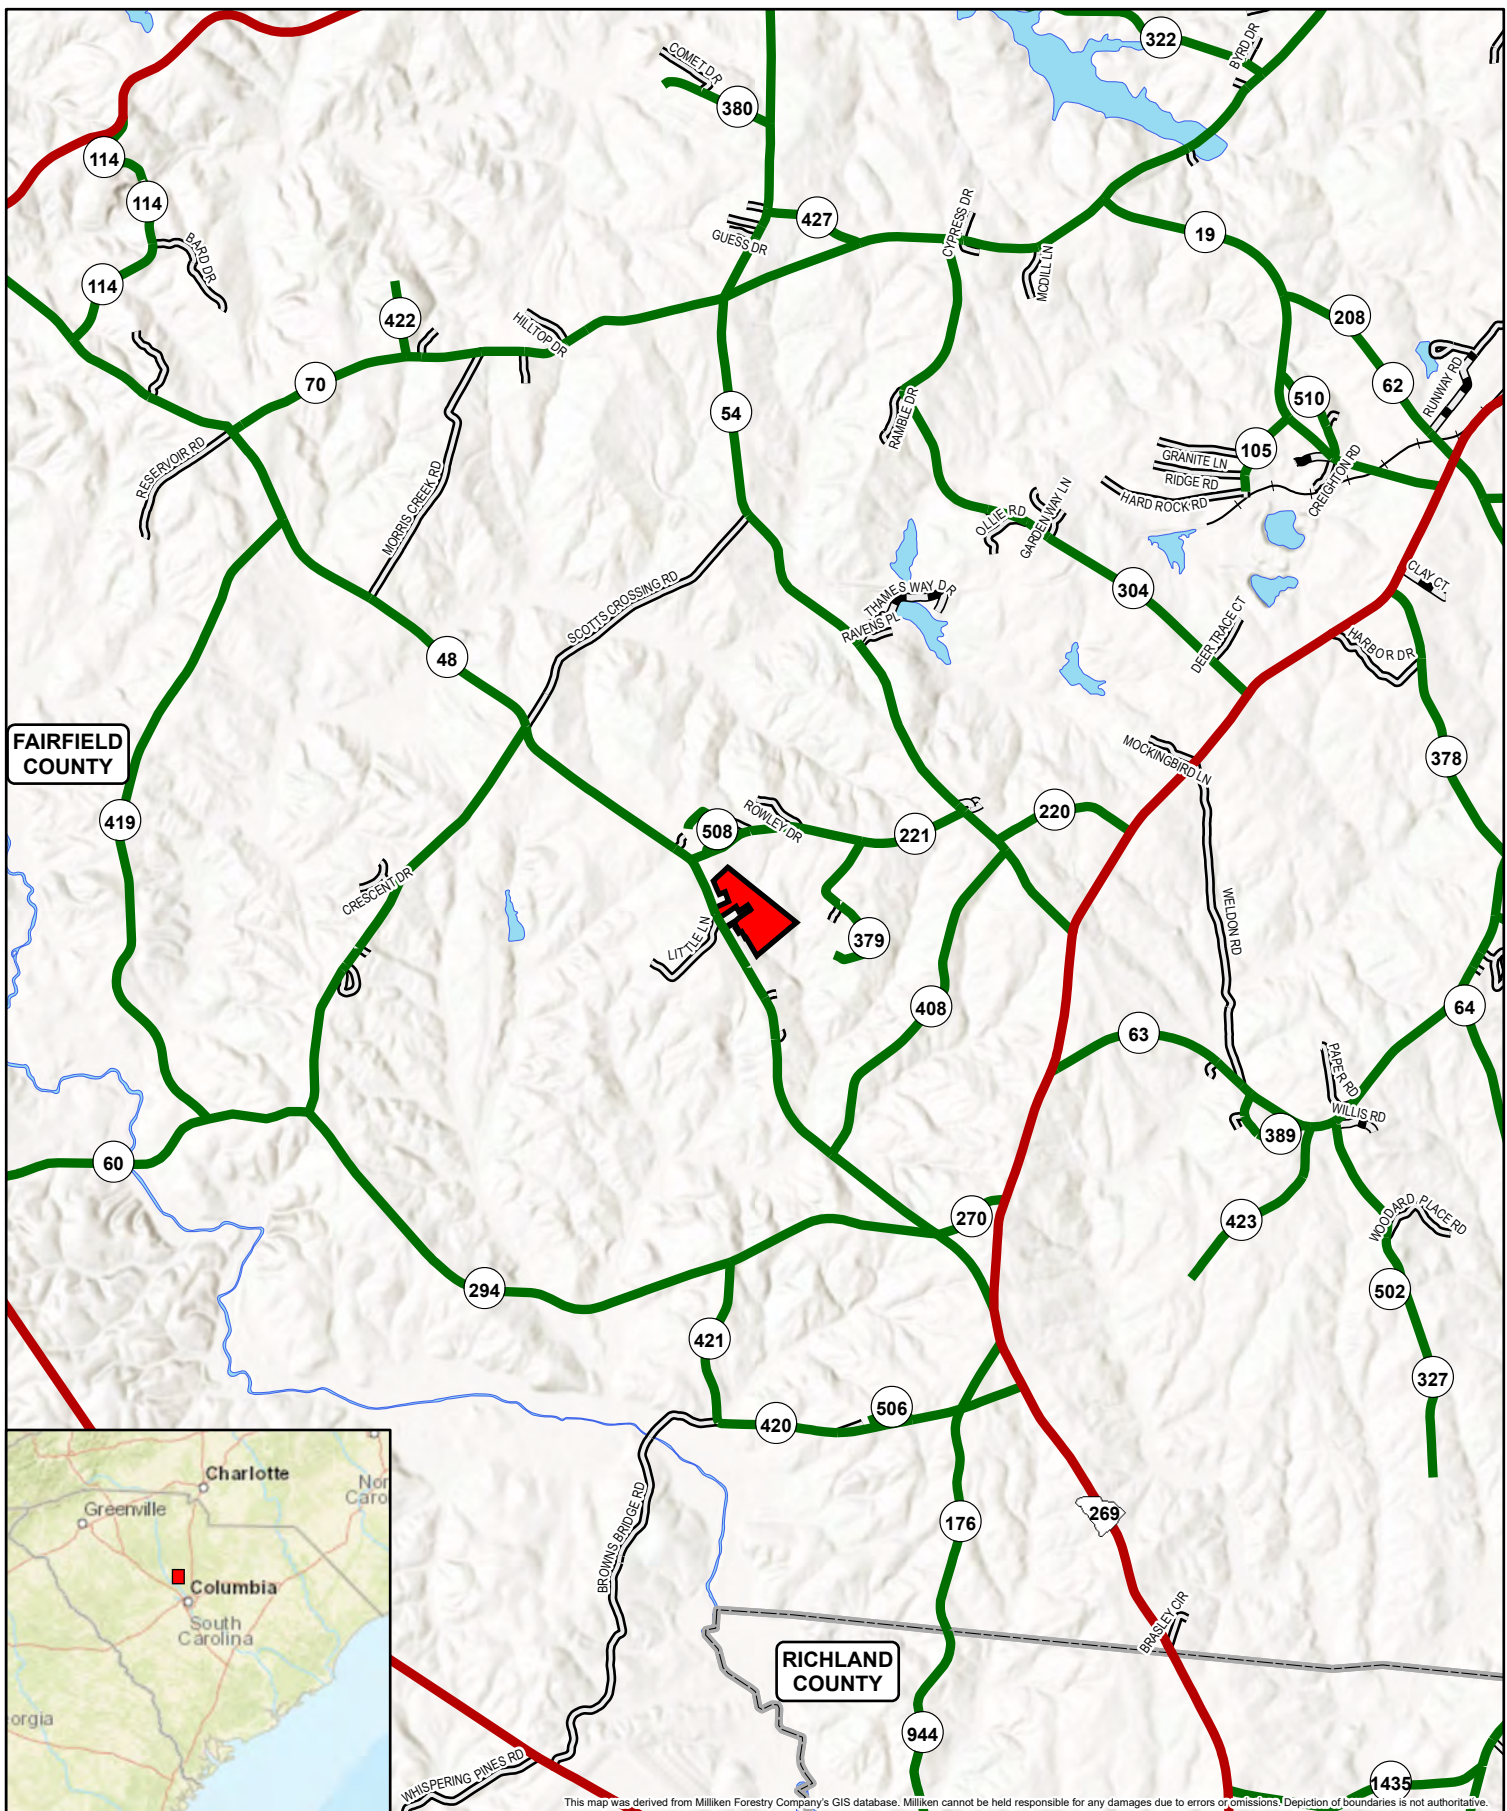 322
BYRD DR
COMET DR
380
114
114
427
CYPRESS DR
19
GUESS DR
BARD DR
MCDILL LN
114
422
HILLTOP DR
208
70
62
RUNWAY RD
54
510
RAMBLE DR
105
GRANITE LN
RESERVOIR RD
RIDGE RD
CREIGHTON RD
HARD ROCK RD
MORRIS CREEK RD
OLLIE RD
GARDEN WAY LN
SCOTTS CROSSING RD
THAMES WAY DR
304
CLAY CT
RAVENS PL
DEER TRACE CT
HARBOR DR
48
FAIRFIELD
COUNTY
MOCKINGBIRD LN
378
419
508
ROWLEY DR
221
220
CRESCENT DR
WELDON RD
LITTLE LN
379
408
64
63
PAPER RD
WILLIS RD
389
60
270
423
WOODARD PLACE RD
294
502
421
327
506
420
BROWNS BRIDGE RD
176
269
Charlotte
Nor
Caro
Greenville
Columbia
South
Carolina
orgia
BRASLEY CIR
RICHLAND
COUNTY
944
WHISPERING PINES RD
1435
This map was derived from Milliken Forestry Company's GIS database. Milliken cannot be held responsible for any damages due to errors or omissions. Depiction of boundaries is not authoritative.